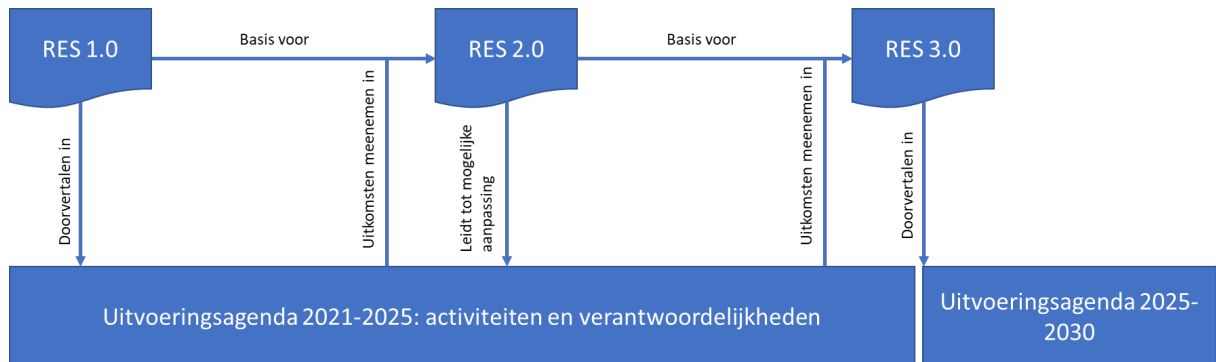 RES 1.0
Basis voor
RES 2.0
Basis voor
RES 3.0
Doorvertalen in
Uitkomsten meenemen in
Leidt tot mogelijke
aanpassing
Uitkomsten meenemen in
Doorvertalen in
Uitvoeringsagenda 2021-2025: activiteiten en verantwoordelijkheden
Uitvoeringsagenda 2025-
2030